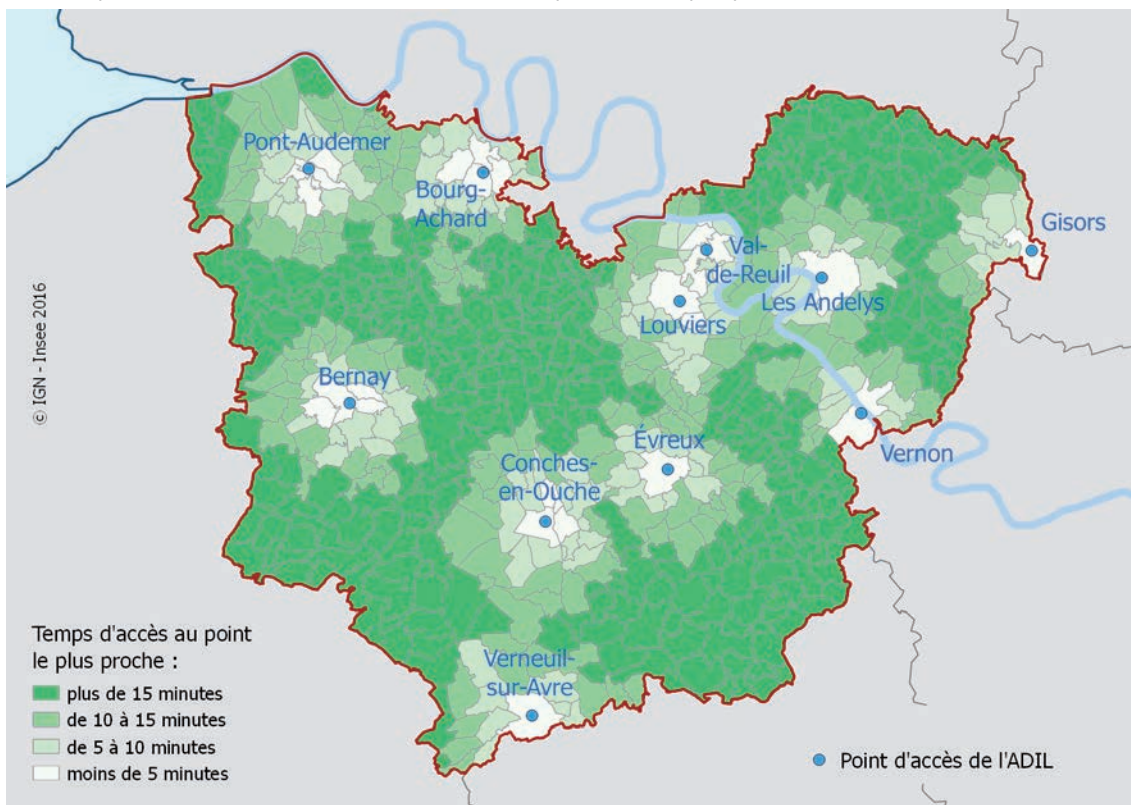 Pont-Audemer
Bourg-
Achard
Val-
de-Reuil
Gisors
Les Andelys
Louviers
Bernay
Évreux
Vernon
Conches-
en-Ouche
Verneuil-
sur-Avre
© IGN - Insee 2016
Temps d'accès au point
le plus proche :
plus de 15 minutes
de 10 à 15 minutes
de 5 à 10 minutes
moins de 5 minutes
Point d'accès de l'ADIL